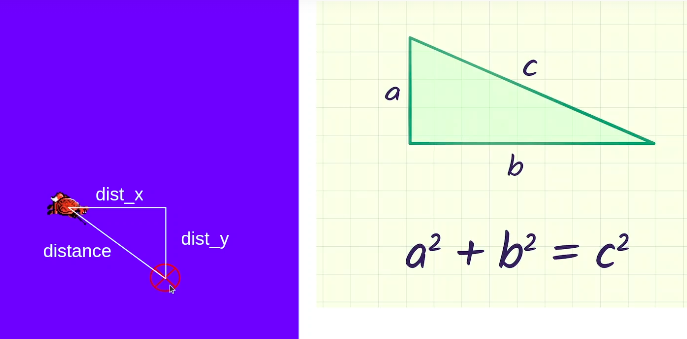 dist_x
dist_y
distance
a
c
b
a² + b² = c²